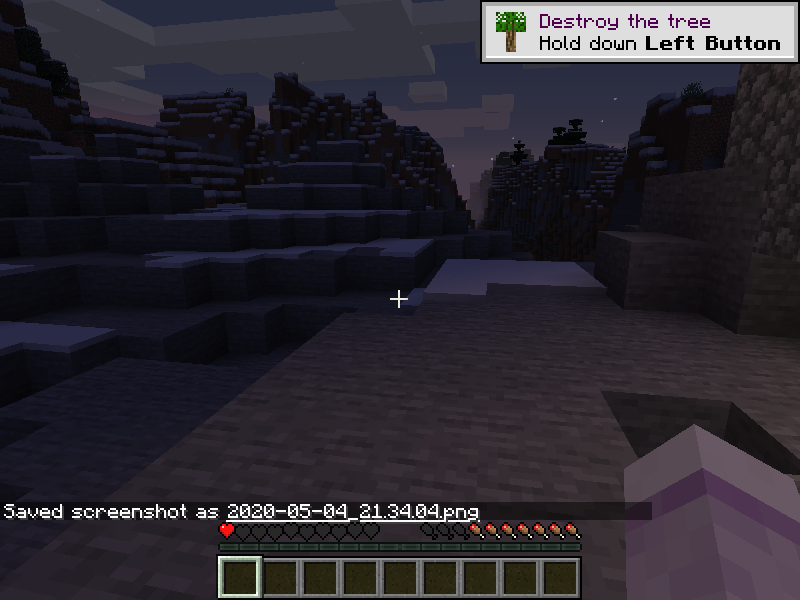 Destroy the tree
Hold down Left Button
Saved screenshot as 2020-05-04_21.34.04.png